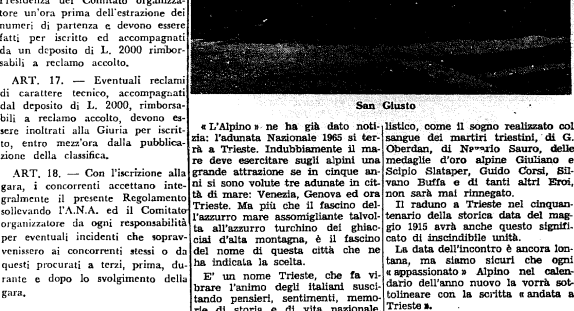 Presidenza del Comitato organizza-
tore un'ora prima dell'estrazione dei
numeri di partenza e devono essere
fatti per iscritto ed accompagnati
da un deposito di L. 2000 rimbor-
sabili a reclamo accolto.
ART. 17. — Eventuali reclami
di carattere tecnico, accompagnati
dal deposito di L. 2000, rimborsa-
bili a reclamo accolto, devono es-
sere inoltrati alla Giuria per iscrit-
to, entro mezz'ora dalla pubblica-
zione della classifica.
ART. 18. — Con l'iscrizione alla
gara, i concorrenti accettano inte-
gralmente il presente Regolamento
sollevando l'A.N.A. ed il Comitato
organizzatore da ogni responsabilità
per eventuali incidenti che soprav-
venissero ai concorrenti stessi o da
questi procurati a terzi, prima, du-
rante e dopo lo svolgimento della
gara.
San Giusto
« L'Alpino » ne ha già dato noti-
zia: l'adunata Nazionale 1965 si ter-
rà a Trieste. Indubbiamente il ma-
re deve esercitare sugli alpini una
grande attrazione se in cinque an-
ni si sono volute tre adunate in cit-
tà di mare: Venezia, Genova ed ora
Trieste. Ma più che il fascino del-
l'azzurro mare assomigliante talvol-
ta all'azzurro turchino dei ghiac-
ciai d'alta montagna, è il fascino
del nome di questa città che ne
ha indicata la scelta.
E' un nome Trieste, che fa vi-
brare l'animo degli italiani susci-
tando pensieri, sentimenti, memo-
rie di storia e di vita nazionale
listico, come il sogno realizzato col
sangue dei martiri triestini, di G.
Oberdan, di Nazario Sauro, delle
medaglie d'oro alpine Giuliano e
Scipio Slataper, Guido Corsi, Sil-
vano Buffa e di tanti altri Eroi,
non sarà mai rinnegato.
Il raduno a Trieste nel cinquan-
tenario della storica data del mag-
gio 1915 avrà anche questo signifi-
cato di inscindibile unità.
La data dell'incontro è ancora lon-
tana, ma siamo sicuri che ogni
« appassionato » Alpino nel calen-
dario dell'anno nuovo la vorrà sot-
tolineare con la scritta « andata a
Trieste ».